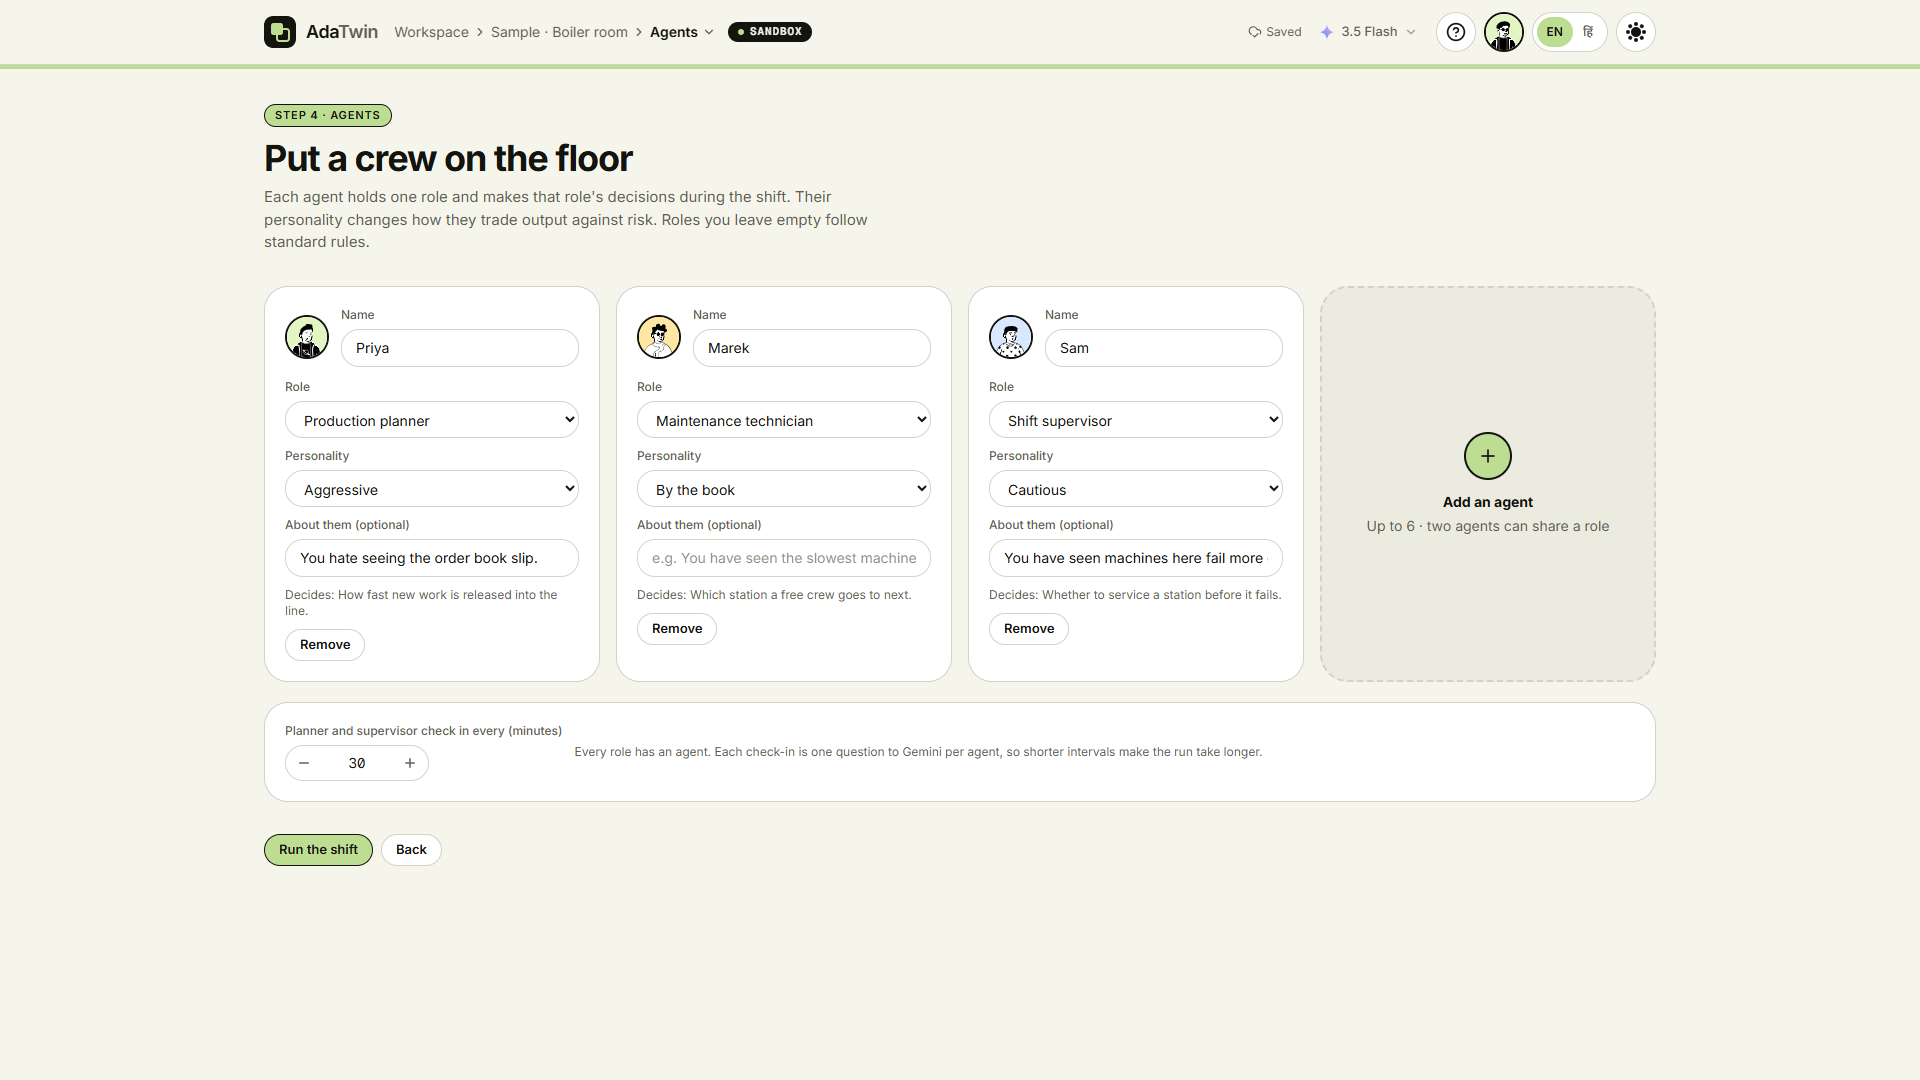 AdaTwin
Workspace > Sample · Boiler room > Agents
SANDBOX
Saved
3.5 Flash
EN
हिं
STEP 4 · AGENTS
Put a crew on the floor
Each agent holds one role and makes that role's decisions during the shift. Their
personality changes how they trade output against risk. Roles you leave empty follow
standard rules.
Name
Priya
Role
Production planner
Personality
Aggressive
About them (optional)
You hate seeing the order book slip.
Decides: How fast new work is released into the
line.
Remove
Name
Marek
Role
Maintenance technician
Personality
By the book
About them (optional)
e.g. You have seen the slowest machine
Decides: Which station a free crew goes to next.
Remove
Name
Sam
Role
Shift supervisor
Personality
Cautious
About them (optional)
You have seen machines here fail more
Decides: Whether to service a station before it fails.
Remove
Add an agent
Up to 6 · two agents can share a role
Planner and supervisor check in every (minutes)
30
Every role has an agent. Each check-in is one question to Gemini per agent, so shorter intervals make the run take longer.
Run the shift
Back